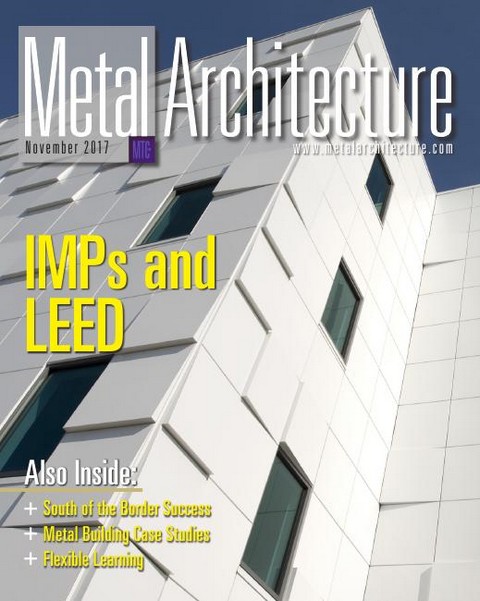 Metal Architecture
November 2017
MTC
www.metalarchitecture.com
IMPs and
LEED
Also Inside:
+ South of the Border Success
+ Metal Building Case Studies
+ Flexible Learning